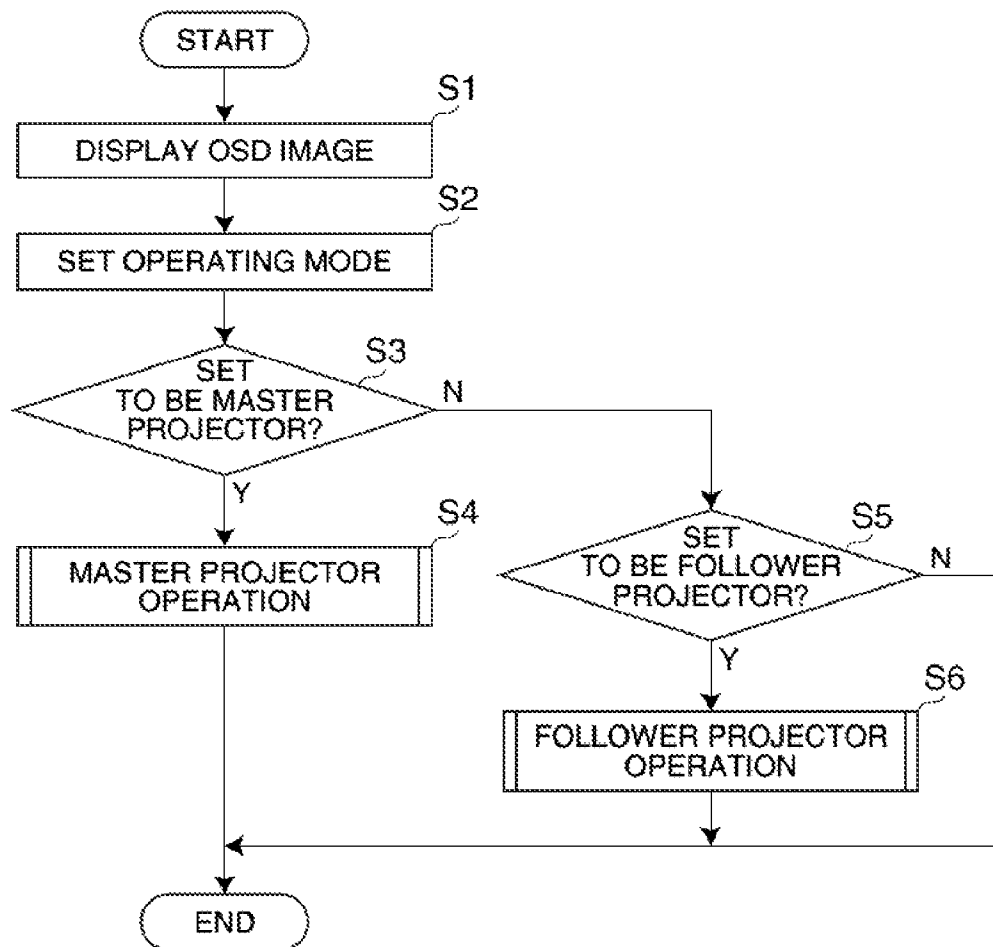 START
S1
DISPLAY OSD IMAGE
S2
SET OPERATING MODE
S3
SET
TO BE MASTER
PROJECTOR?
N
Y
S4
MASTER PROJECTOR
OPERATION
S5
SET
TO BE FOLLOWER
PROJECTOR?
N
Y
S6
FOLLOWER PROJECTOR
OPERATION
END